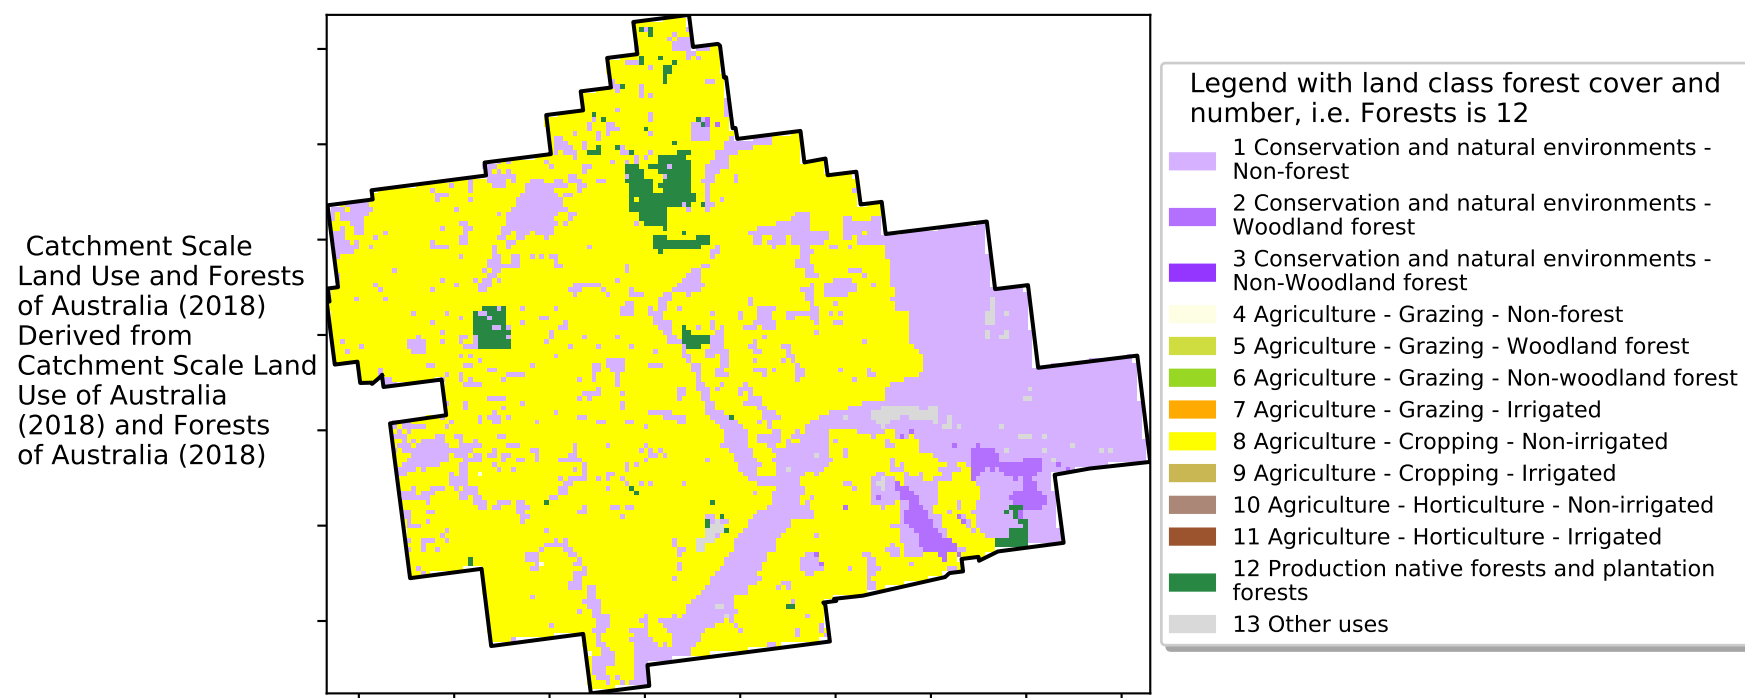 Catchment Scale
Land Use and Forests
of Australia (2018)
Derived from
Catchment Scale Land
Use of Australia
(2018) and Forests
of Australia (2018)
Legend with land class forest cover and
number, i.e. Forests is 12
1 Conservation and natural environments -
Non-forest
2 Conservation and natural environments -
Woodland forest
3 Conservation and natural environments -
Non-Woodland forest
4 Agriculture - Grazing - Non-forest
5 Agriculture - Grazing - Woodland forest
6 Agriculture - Grazing - Non-woodland forest
7 Agriculture - Grazing - Irrigated
8 Agriculture - Cropping - Non-irrigated
9 Agriculture - Cropping - Irrigated
10 Agriculture - Horticulture - Non-irrigated
11 Agriculture - Horticulture - Irrigated
12 Production native forests and plantation
forests
13 Other uses